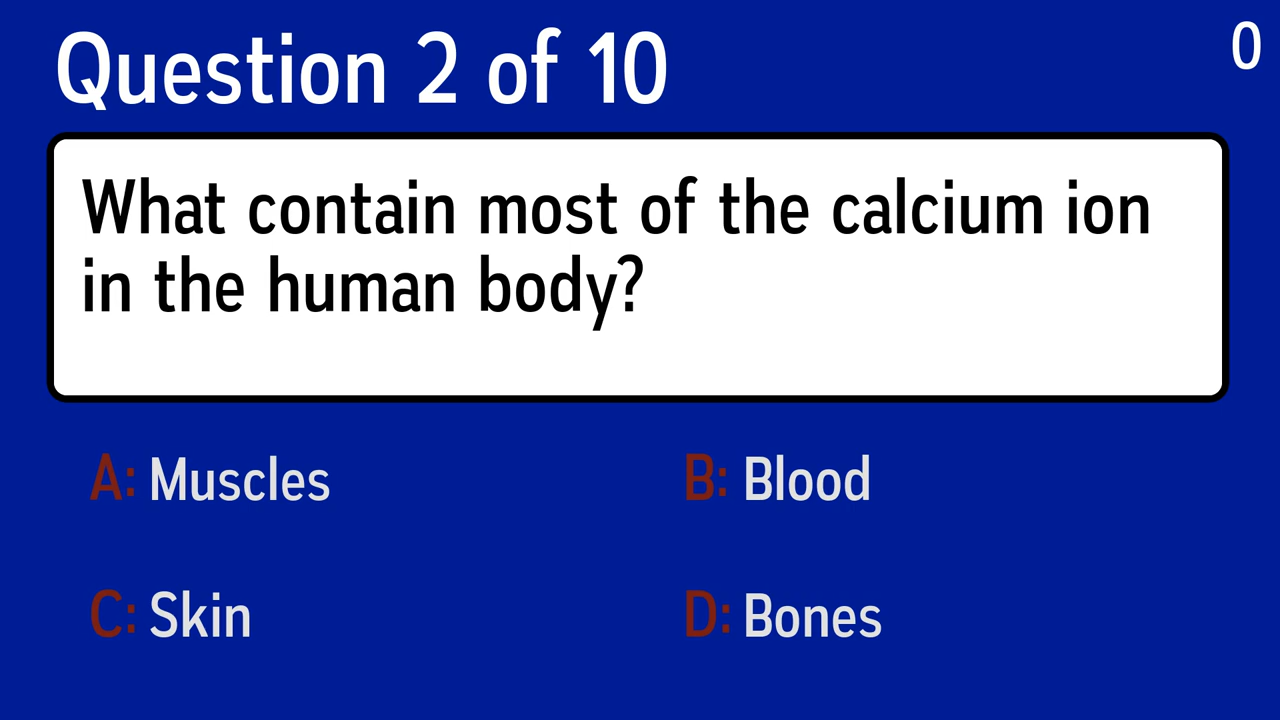 Question 2 of 10
0
What contain most of the calcium ion
in the human body?
A: Muscles
B: Blood
C: Skin
D: Bones